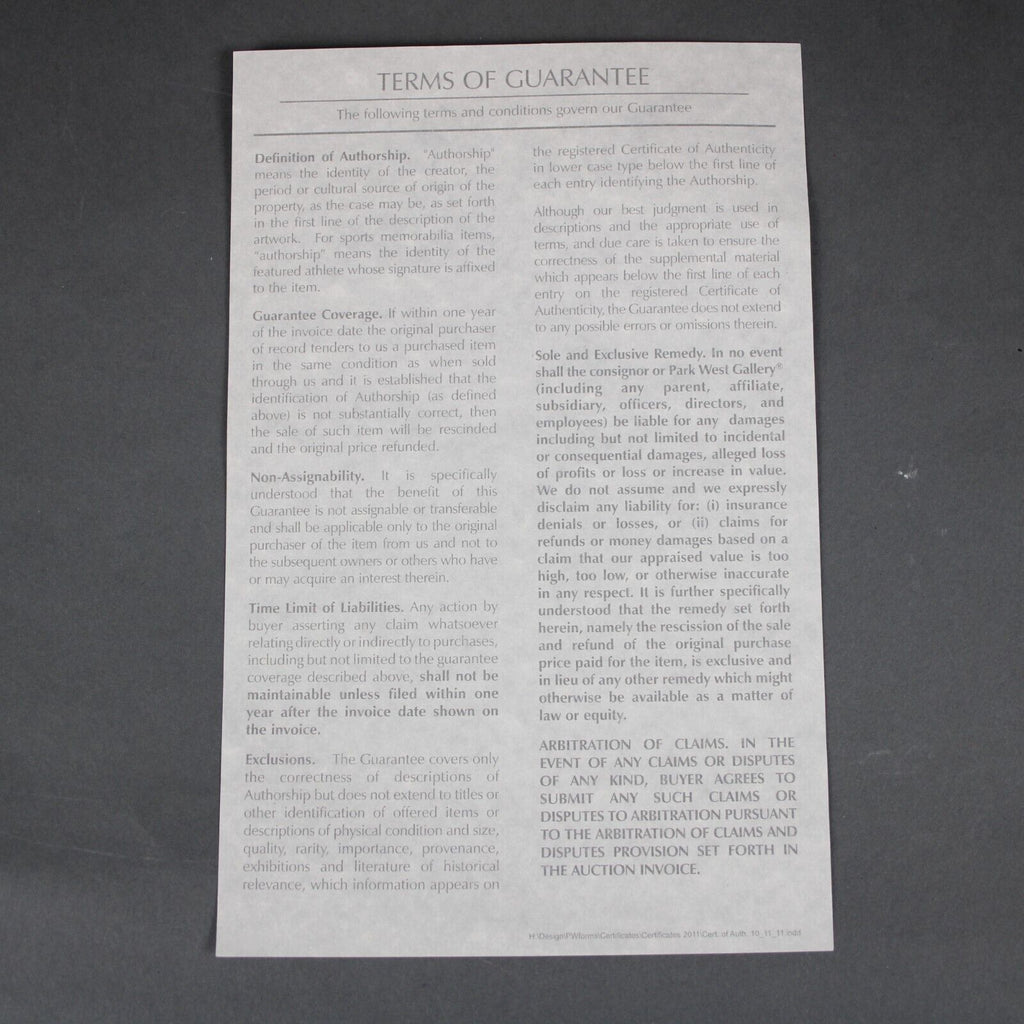 TERMS OF GUARANTEE
The following terms and conditions govern our Guarantee
Definition of Authorship. "Authorship"
means the identity of the creator, the
period or cultural source of origin of the
property, as the case may be, as set forth
in the first line of the description of the
artwork. For sports memorabilia items,
"authorship" means the identity of the
featured athlete whose signature is affixed
to the item.
Guarantee Coverage. If within one year
of the invoice date the original purchaser
of record tenders to us a purchased item
in the same condition as when sold
through us and it is established that the
identification of Authorship (as defined
above) is not substantially correct, then
the sale of such item will be rescinded
and the original price refunded.
Non-Assignability. It is specifically
understood that the benefit of this
Guarantee is not assignable or transferable
and shall be applicable only to the original
purchaser of the item from us and not to
the subsequent owners or others who have
or may acquire an interest therein.
Time Limit of Liabilities. Any action by
buyer asserting any claim whatsoever
relating directly or indirectly to purchases,
including but not limited to the guarantee
coverage described above, shall not be
maintainable unless filed within one
year after the invoice date shown on
the invoice.
Exclusions. The Guarantee covers only
the correctness of descriptions of
Authorship but does not extend to titles or
other identification of offered items or
descriptions of physical condition and size,
quality, rarity, importance, provenance,
exhibitions and literature of historical
relevance, which information appears on
the registered Certificate of Authenticity
in lower case type below the first line of
each entry identifying the Authorship.
Although our best judgment is used in
descriptions and the appropriate use of
terms, and due care is taken to ensure the
correctness of the supplemental material
which appears below the first line of each
entry on the registered Certificate of
Authenticity, the Guarantee does not extend
to any possible errors or omissions therein.
Sole and Exclusive Remedy. In no event
shall the consignor or Park West Gallery®
(including any parent, affiliate,
subsidiary, officers, directors, and
employees) be liable for any damages
including but not limited to incidental
or consequential damages, alleged loss
of profits or loss or increase in value.
We do not assume and we expressly
disclaim any liability for: (i) insurance
denials or losses, or (ii) claims for
refunds or money damages based on a
claim that our appraised value is too
high, too low, or otherwise inaccurate
in any respect. It is further specifically
understood that the remedy set forth
herein, namely the rescission of the sale
and refund of the original purchase
price paid for the item, is exclusive and
in lieu of any other remedy which might
otherwise be available as a matter of
law or equity.
ARBITRATION OF CLAIMS. IN THE
EVENT OF ANY CLAIMS OR DISPUTES
OF ANY KIND, BUYER AGREES TO
SUBMIT ANY SUCH CLAIMS OR
DISPUTES TO ARBITRATION PURSUANT
TO THE ARBITRATION OF CLAIMS AND
DISPUTES PROVISION SET FORTH IN
THE AUCTION INVOICE.
H:\Design\PWforms\Certificates\Certificates 2011\Cert. of Auth. 10_11_11.indd